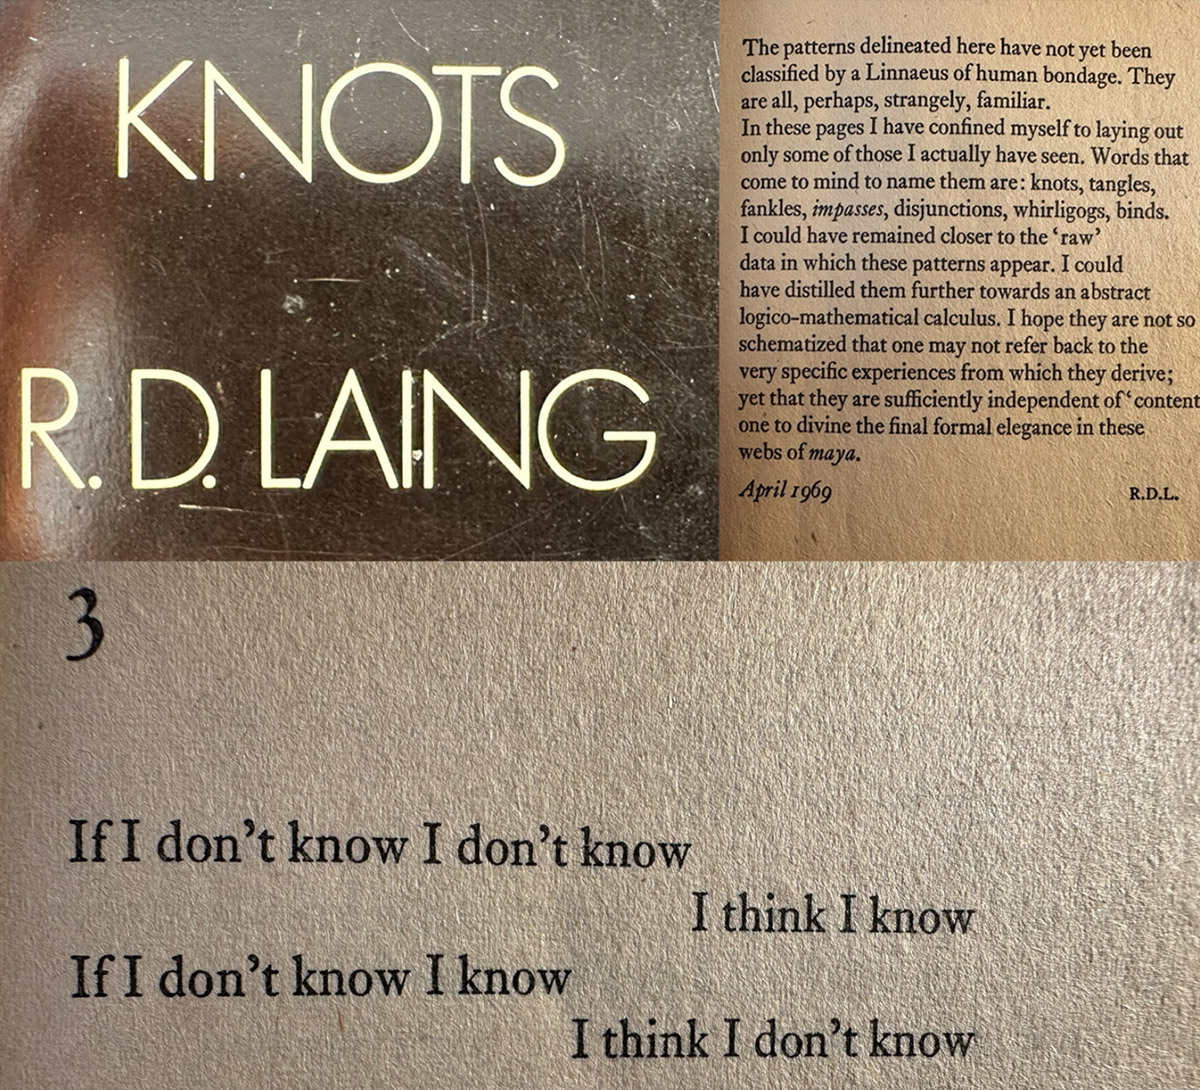 KNOTS
R. D. LAING
The patterns delineated here have not yet been
classified by a Linnaeus of human bondage. They
are all, perhaps, strangely, familiar.
In these pages I have confined myself to laying out
only some of those I actually have seen. Words that
come to mind to name them are: knots, tangles,
fankles, impasses, disjunctions, whirligogs, binds.
I could have remained closer to the ‘raw’
data in which these patterns appear. I could
have distilled them further towards an abstract
logico-mathematical calculus. I hope they are not so
schematized that one may not refer back to the
very specific experiences from which they derive;
yet that they are sufficiently independent of ‘content
one to divine the final formal elegance in these
webs of maya.
April 1969 R.D.L.
3
If I don’t know I don’t know
I think I know
If I don’t know I know
I think I don’t know